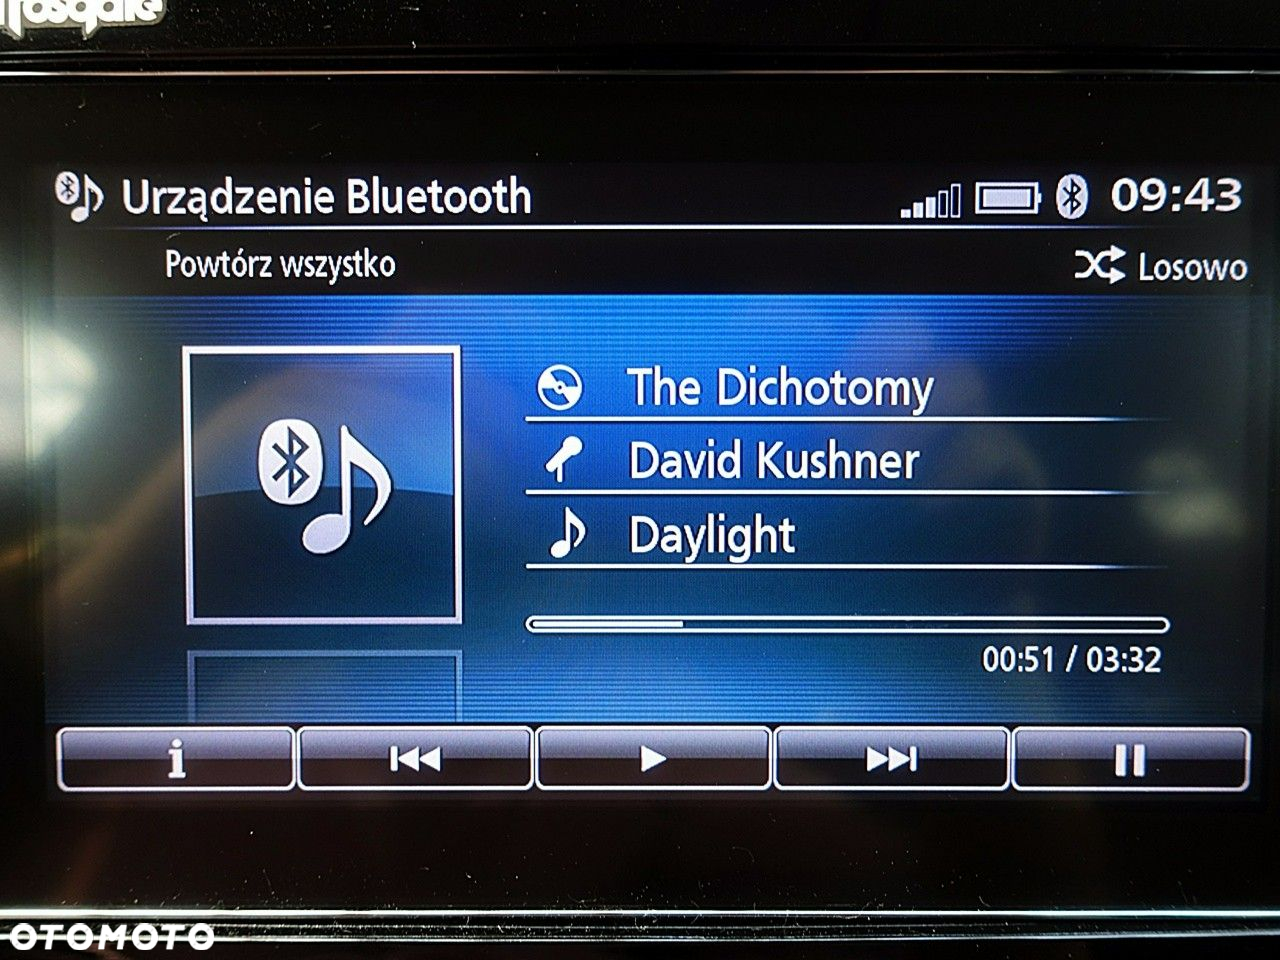 Urządzenie Bluetooth
09:43
Powtórz wszystko
Losowo
The Dichotomy
David Kushner
Daylight
00:51 / 03:32
OTOMOTO